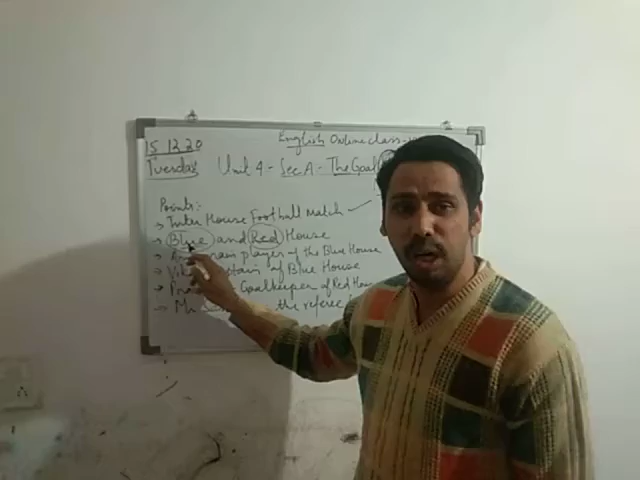 English Online class
15.12.20
Tuesday Unit 4:- Sec A - The Goal
Points:-
→ Inter House Football Match
→ Blue and Red House
→ main player of the Blue House
→ of Blue House
→ Goalkeeper of Red House
→ the referee